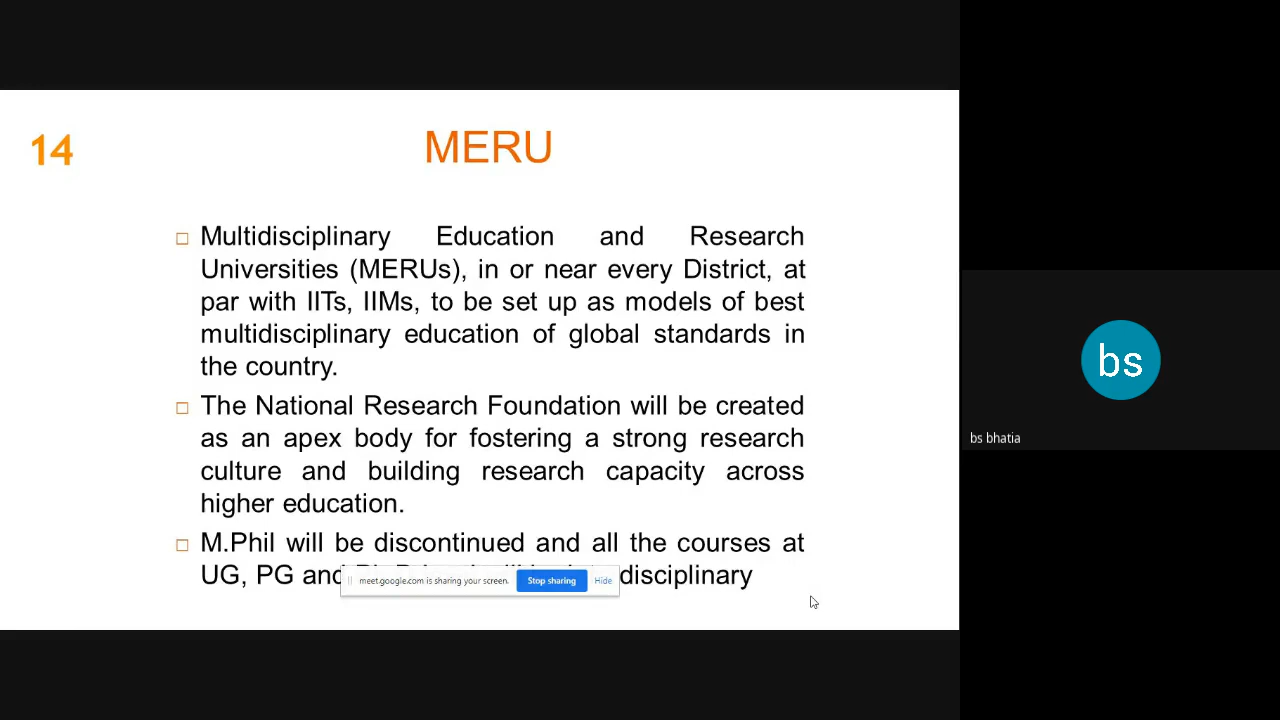 14
MERU
Multidisciplinary Education and Research
Universities (MERUs), in or near every District, at
par with IITs, IIMs, to be set up as models of best
multidisciplinary education of global standards in
the country.
The National Research Foundation will be created
as an apex body for fostering a strong research
culture and building research capacity across
higher education.
M.Phil will be discontinued and all the courses at
UG, PG and disciplinary
meet.google.com is sharing your screen.
Stop sharing
Hide
bs
bs bhatia